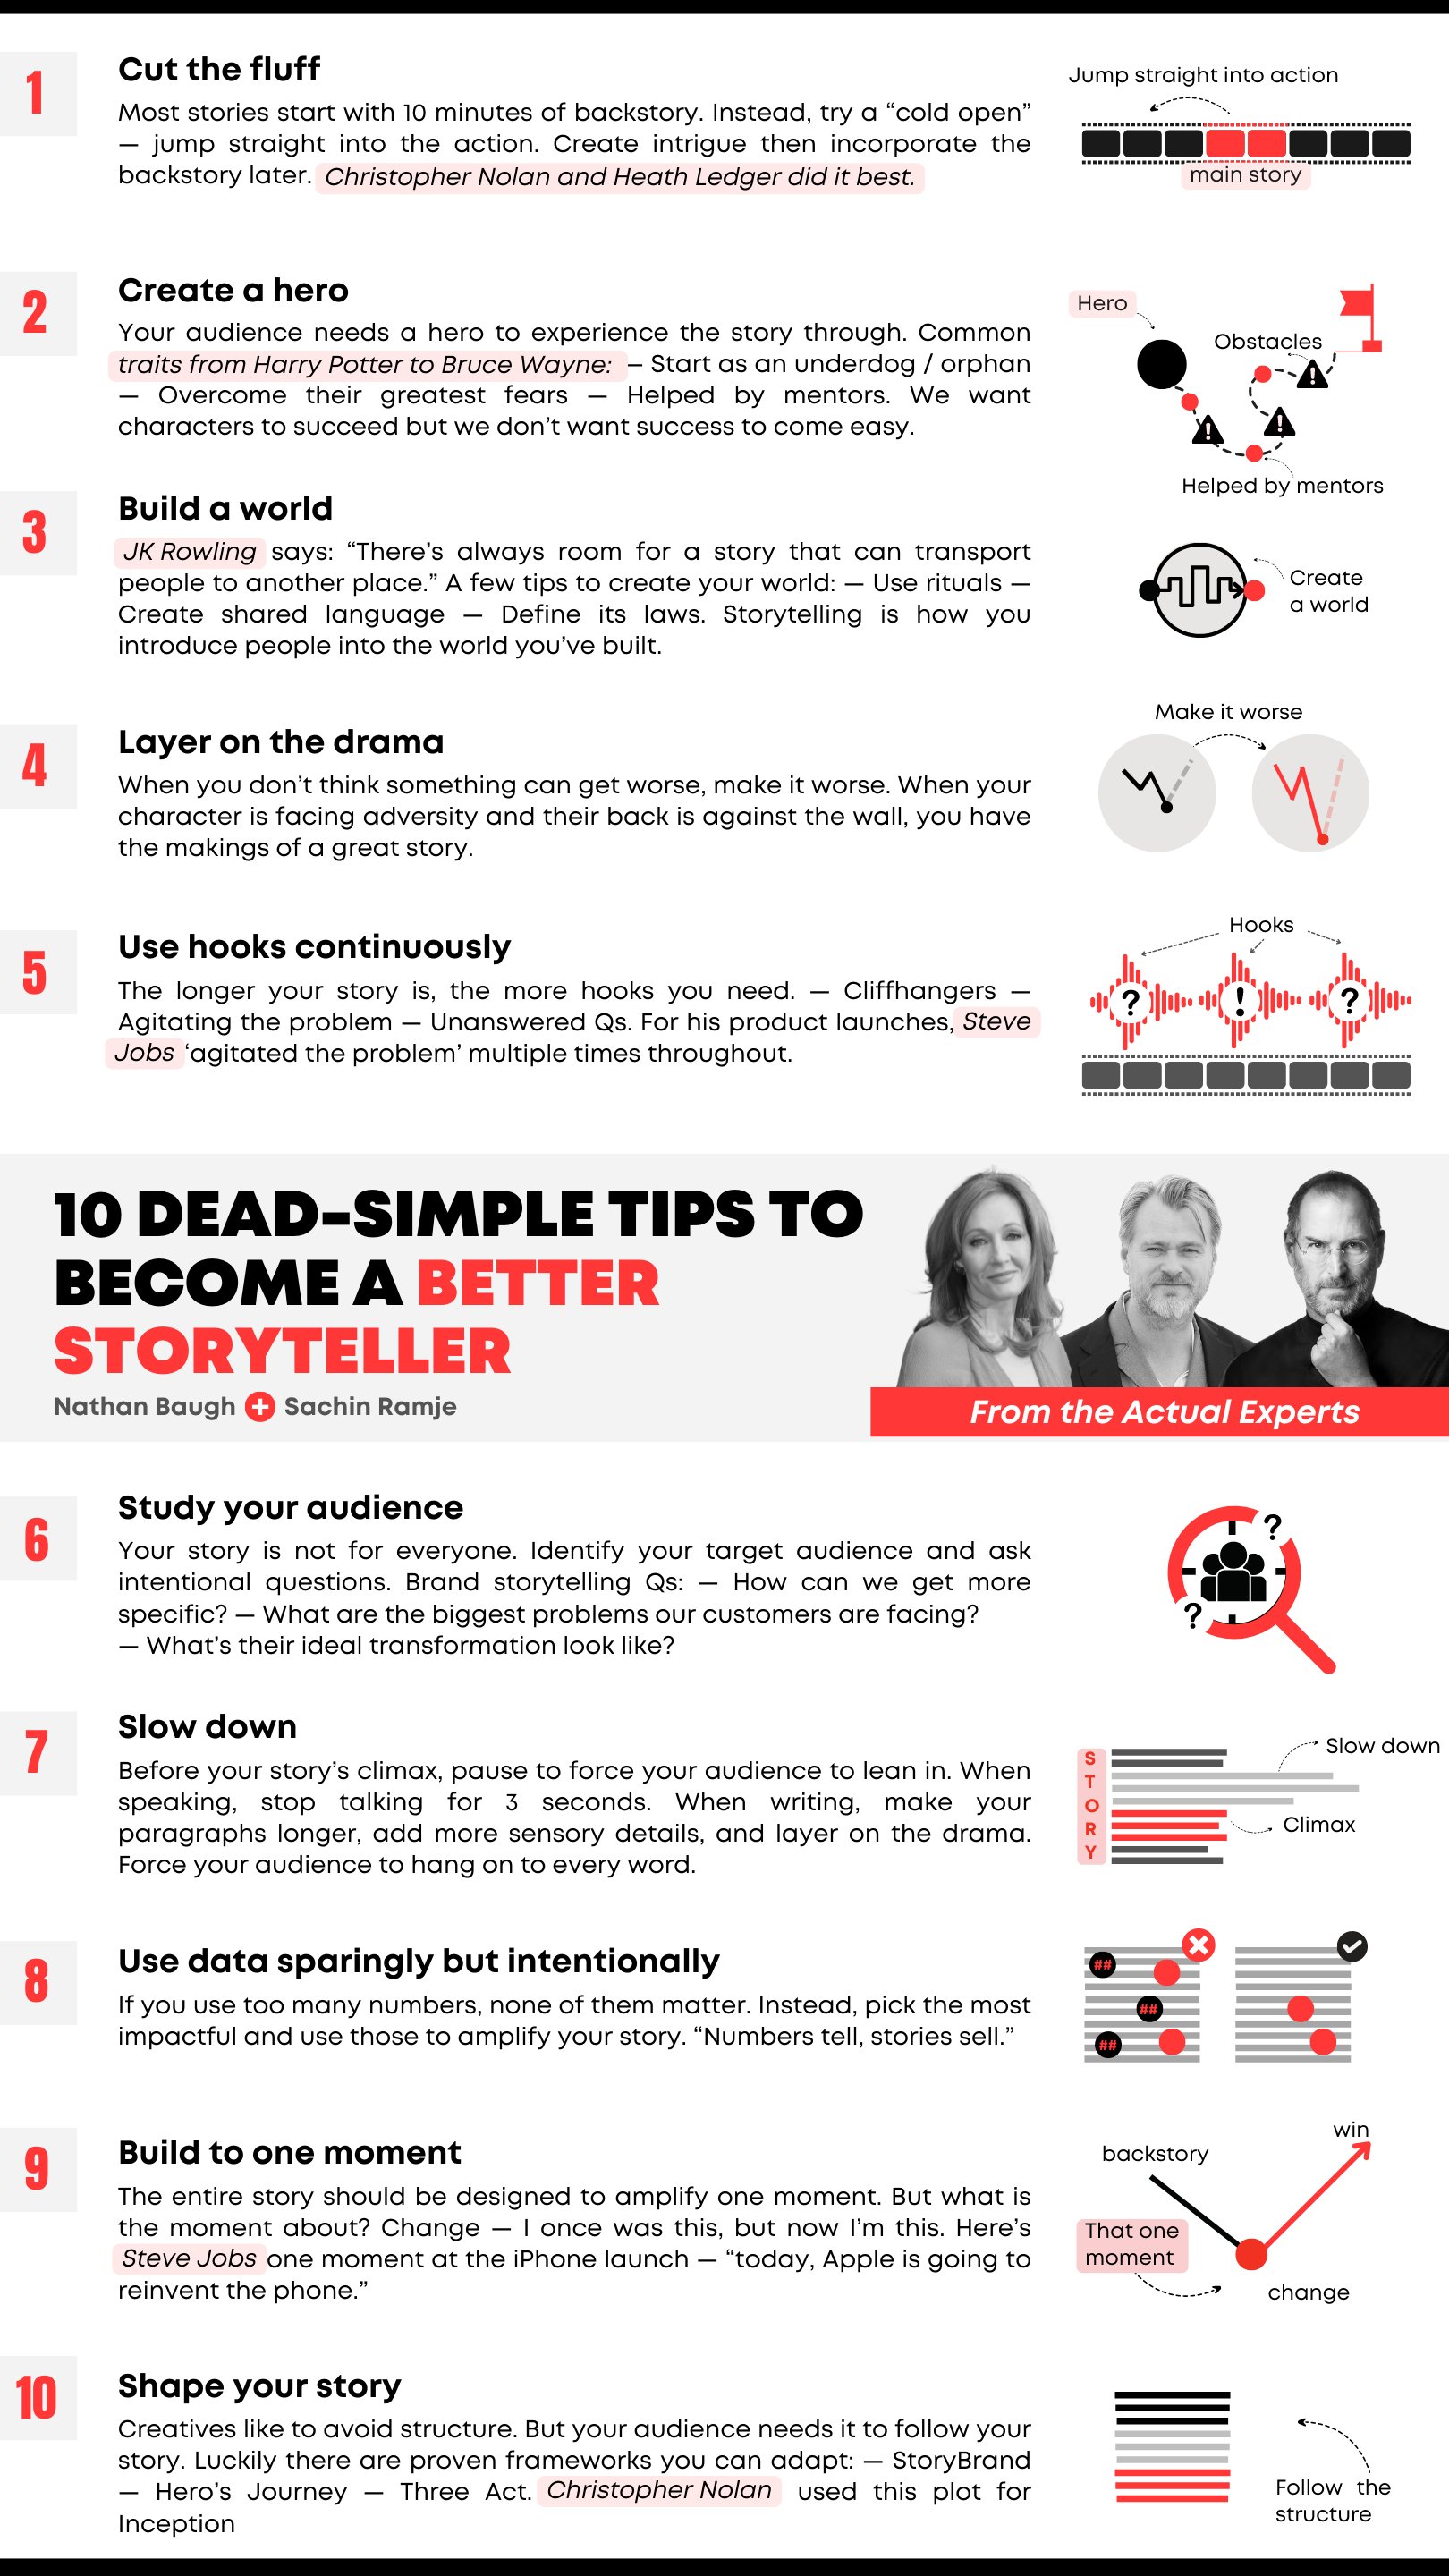 1
Cut the fluff
Most stories start with 10 minutes of backstory. Instead, try a “cold open”
— jump straight into the action. Create intrigue then incorporate the
backstory later. Christopher Nolan and Heath Ledger did it best.
Jump straight into action
main story
2
Create a hero
Your audience needs a hero to experience the story through. Common
traits from Harry Potter to Bruce Wayne: — Start as an underdog / orphan
— Overcome their greatest fears — Helped by mentors. We want
characters to succeed but we don’t want success to come easy.
Hero
Obstacles
!
!
!
Helped by mentors
3
Build a world
JK Rowling says: “There’s always room for a story that can transport
people to another place.” A few tips to create your world: — Use rituals —
Create shared language — Define its laws. Storytelling is how you
introduce people into the world you’ve built.
Create
a world
4
Layer on the drama
When you don’t think something can get worse, make it worse. When your
character is facing adversity and their back is against the wall, you have
the makings of a great story.
Make it worse
5
Use hooks continuously
The longer your story is, the more hooks you need. — Cliffhangers —
Agitating the problem — Unanswered Qs. For his product launches, Steve
Jobs ‘agitated the problem’ multiple times throughout.
Hooks
? ! ?
10 DEAD-SIMPLE TIPS TO
BECOME A BETTER
STORYTELLER
Nathan Baugh + Sachin Ramje
From the Actual Experts
6
Study your audience
Your story is not for everyone. Identify your target audience and ask
intentional questions. Brand storytelling Qs: — How can we get more
specific? — What are the biggest problems our customers are facing?
— What’s their ideal transformation look like?
?
?
7
Slow down
Before your story’s climax, pause to force your audience to lean in. When
speaking, stop talking for 3 seconds. When writing, make your
paragraphs longer, add more sensory details, and layer on the drama.
Force your audience to hang on to every word.
STORY
Slow down
Climax
8
Use data sparingly but intentionally
If you use too many numbers, none of them matter. Instead, pick the most
impactful and use those to amplify your story. “Numbers tell, stories sell.”
##
##
##
9
Build to one moment
The entire story should be designed to amplify one moment. But what is
the moment about? Change — I once was this, but now I’m this. Here’s
Steve Jobs one moment at the iPhone launch — “today, Apple is going to
reinvent the phone.”
win
backstory
That one
moment
change
10
Shape your story
Creatives like to avoid structure. But your audience needs it to follow your
story. Luckily there are proven frameworks you can adapt: — StoryBrand
— Hero’s Journey — Three Act. Christopher Nolan used this plot for
Inception
Follow the
structure